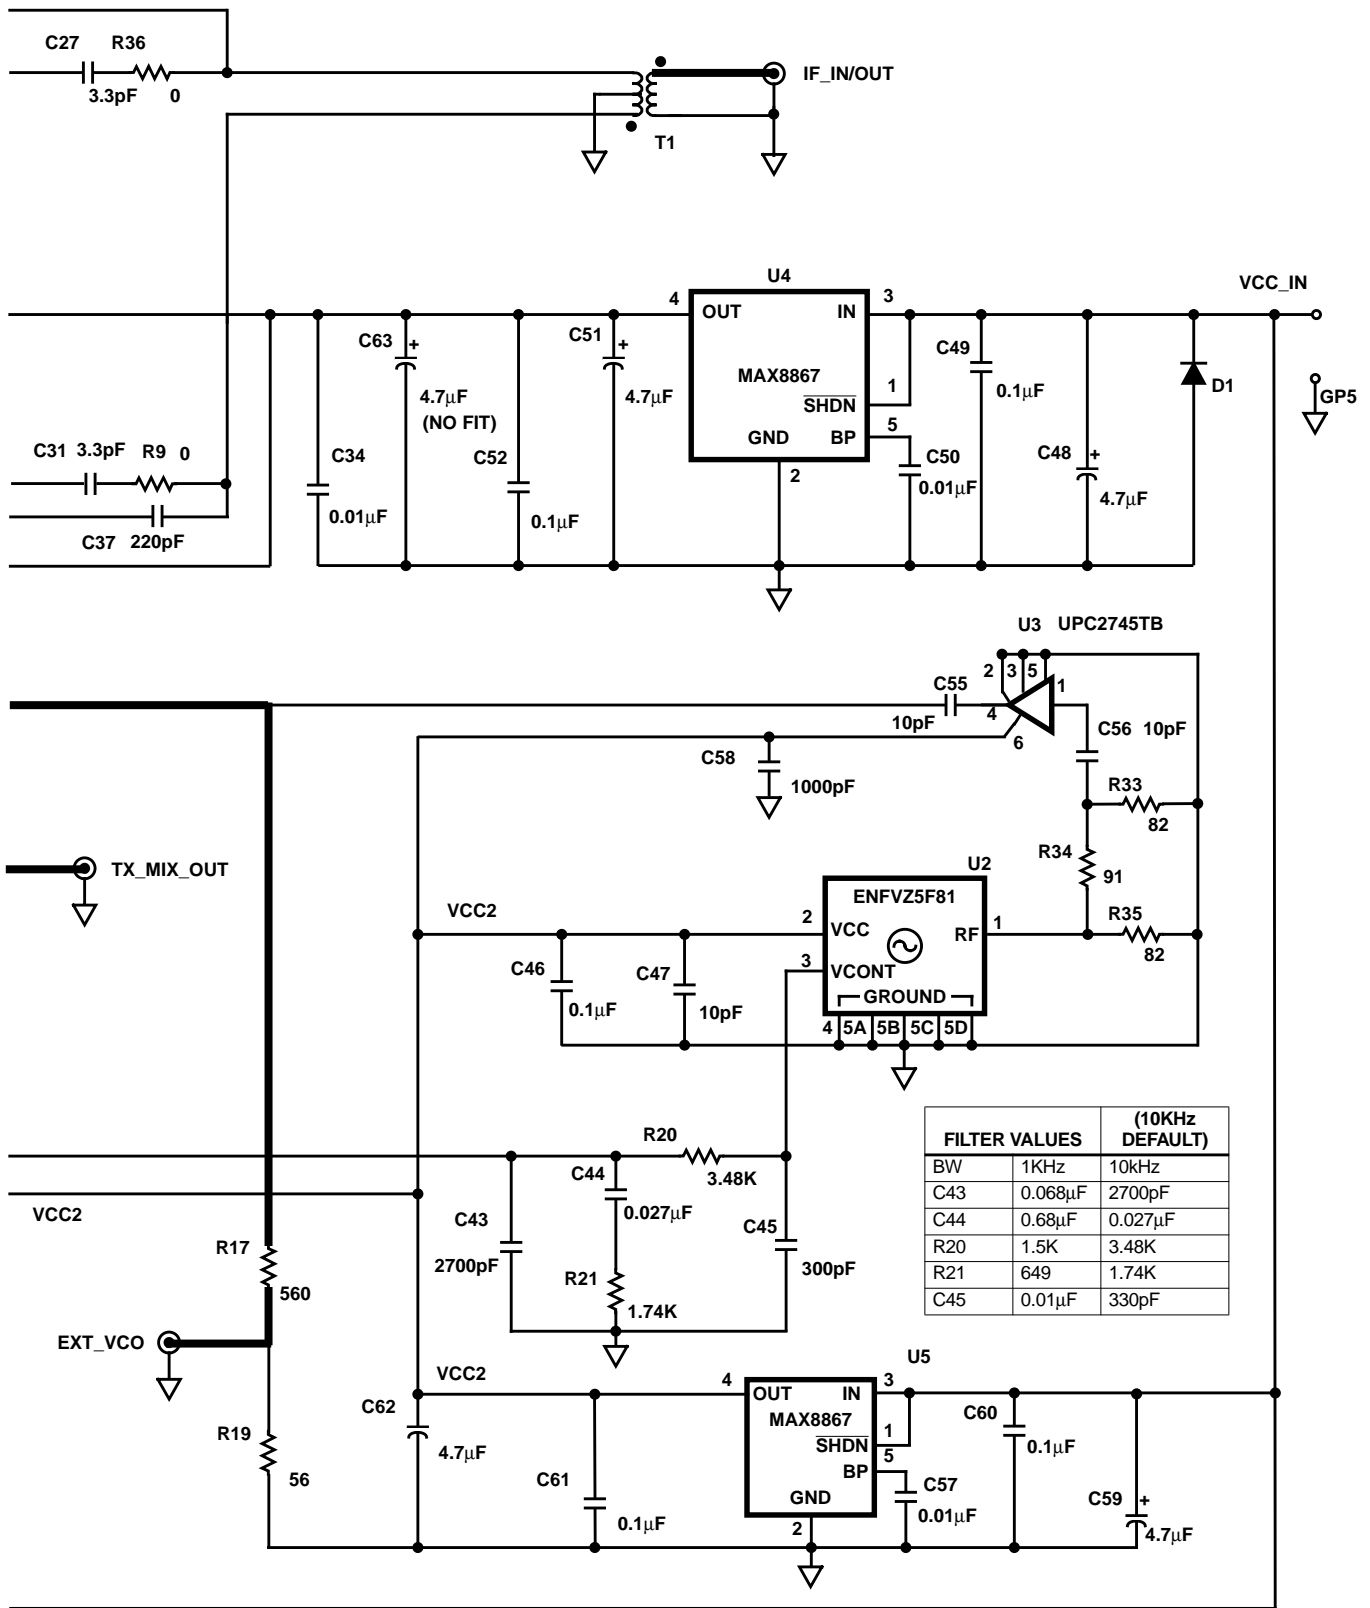 C27 R36
3.3pF 0
IF_IN/OUT
T1
U4
VCC_IN
4 OUT IN 3
C63 +
4.7µF
(NO FIT)
C51 +
4.7µF
MAX8867
SHDN 1
GND BP 5
2
C49
0.1µF
D1
GP5
C31 3.3pF R9 0
C34
0.01µF
C52
0.1µF
C50
0.01µF
C48 +
4.7µF
C37 220pF
U3 UPC2745TB
2 3 5 1
4
6
C55
10pF
C56 10pF
C58
1000pF
R33
82
R34
91
R35
82
TX_MIX_OUT
U2
ENFVZ5F81
VCC2
2 VCC RF 1
3 VCONT
GROUND
4 5A 5B 5C 5D
C46
0.1µF
C47
10pF
R20
3.48K
C44
0.027µF
C43
2700pF
C45
300pF
R21
1.74K
VCC2
R17
560
FILTER VALUES (10KHz DEFAULT)
BW 1KHz 10kHz
C43 0.068µF 2700pF
C44 0.68µF 0.027µF
R20 1.5K 3.48K
R21 649 1.74K
C45 0.01µF 330pF
EXT_VCO
VCC2
U5
4 OUT IN 3
MAX8867
SHDN 1
BP 5
GND
2
C62
4.7µF
R19
56
C61
0.1µF
C60
0.1µF
C57
0.01µF
C59 +
4.7µF